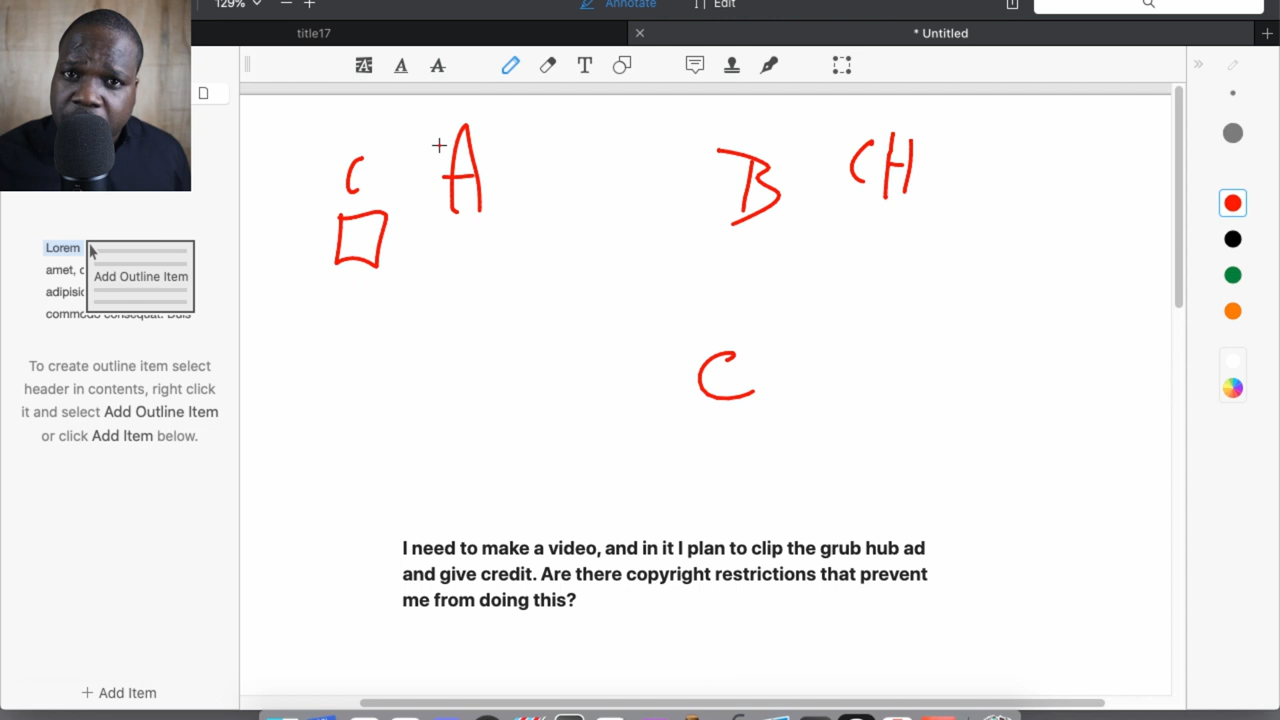 129%
Annotate
Edit
title17
* Untitled
A
A
A
T
C
A
B
CH
C
Lorem
amet, c
adipisic
Add Outline Item
To create outline item select
header in contents, right click
it and select Add Outline Item
or click Add Item below.
I need to make a video, and in it I plan to clip the grub hub ad
and give credit. Are there copyright restrictions that prevent
me from doing this?
+ Add Item